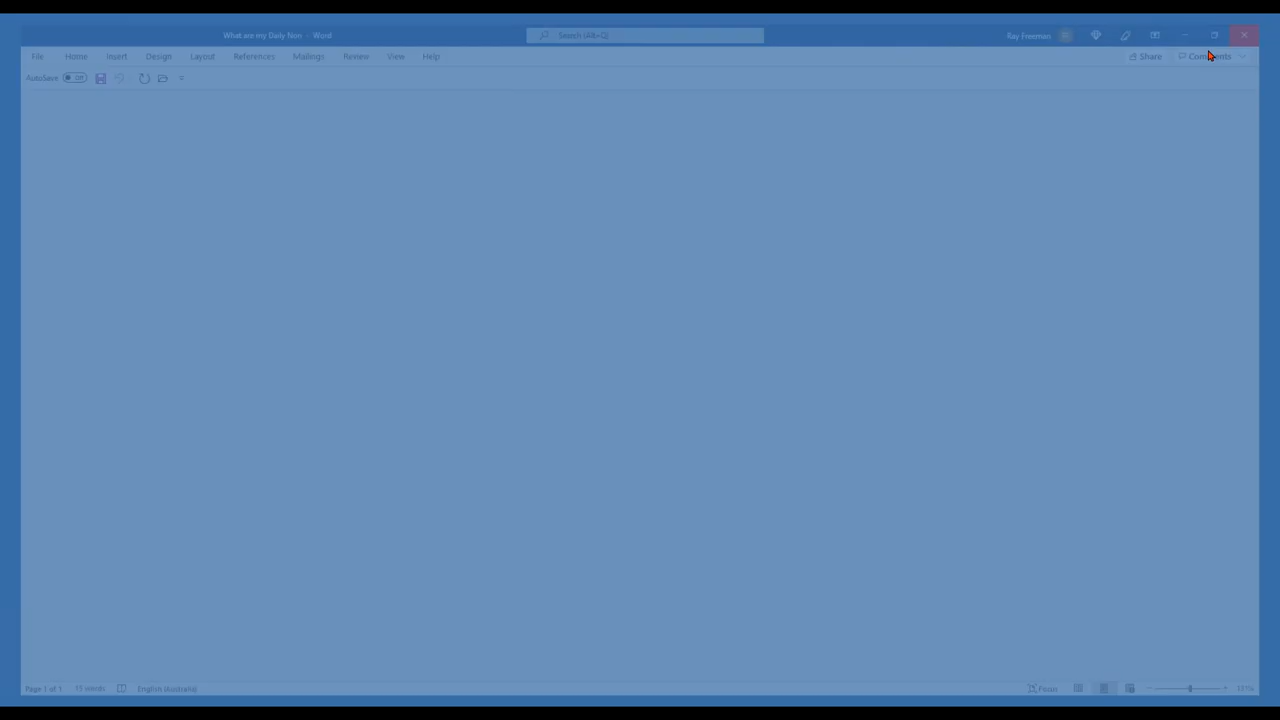 What are my Daily Non - Word
Search (Alt+Q)
Ray Freeman
File Home Insert Design Layout References Mailings Review View Help
Share Comments
AutoSave Off
Page 1 of 1 words English (Australia)
Focus